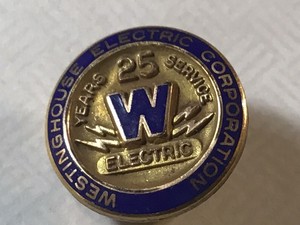 WESTINGHOUSE ELECTRIC CORPORATION
25
YEARS SERVICE
W
ELECTRIC